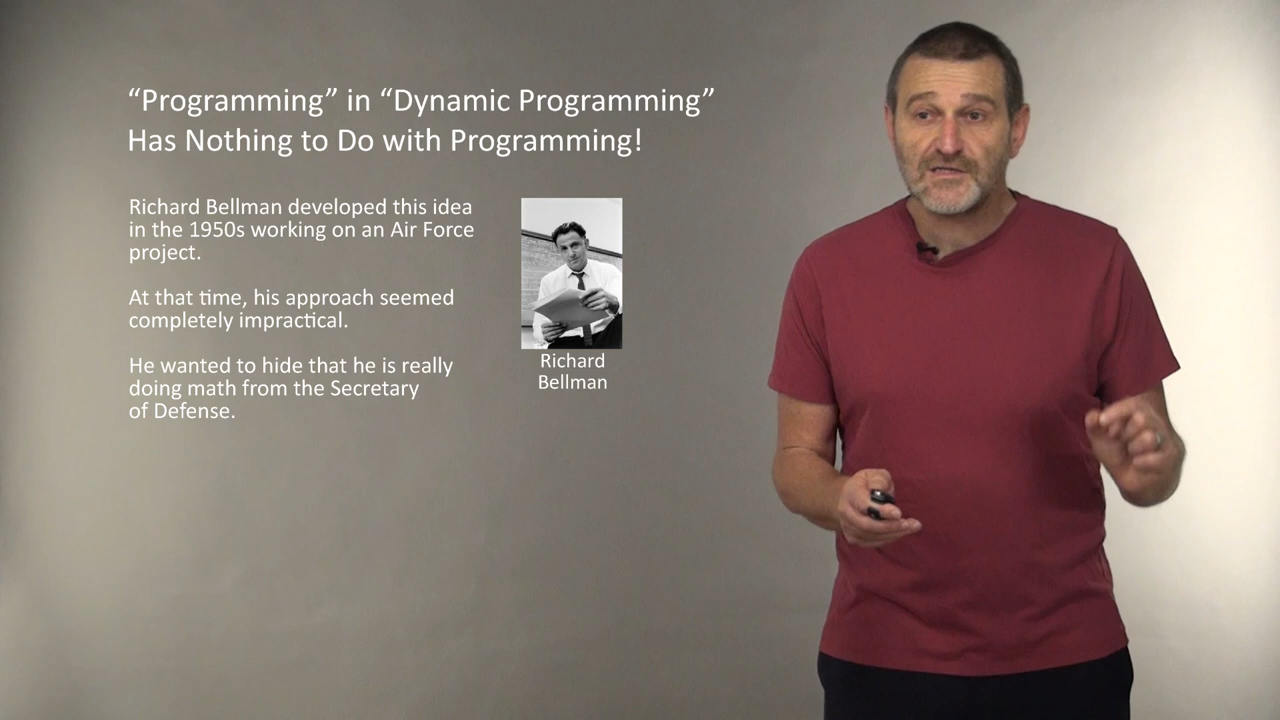 “Programming” in “Dynamic Programming”
Has Nothing to Do with Programming!
Richard Bellman developed this idea
in the 1950s working on an Air Force
project.
At that time, his approach seemed
completely impractical.
He wanted to hide that he is really
doing math from the Secretary
of Defense.
Richard
Bellman